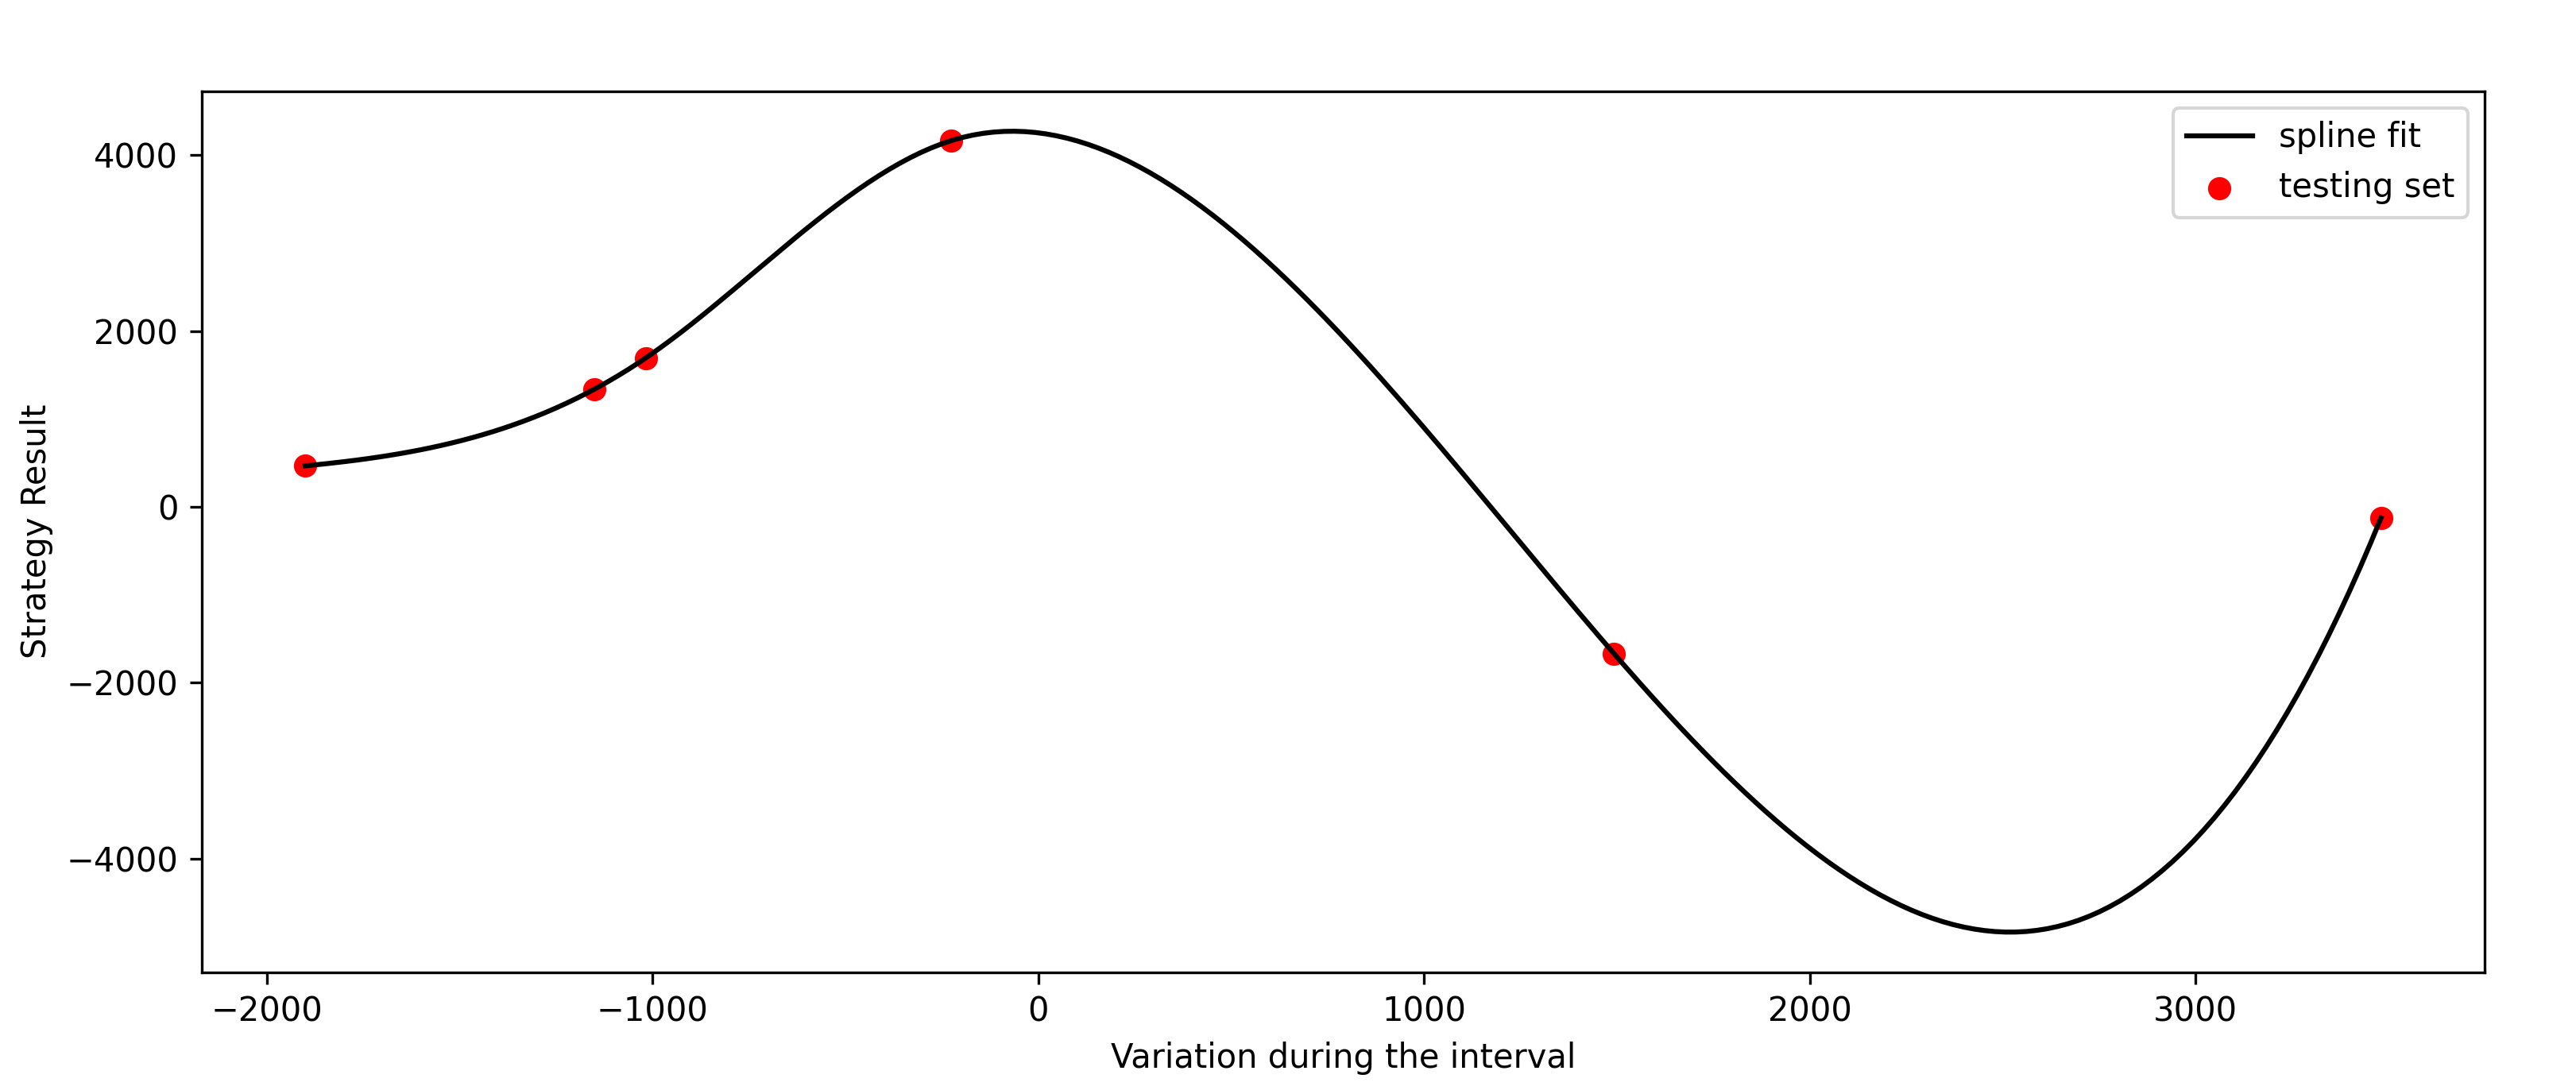 spline fit
testing set
4000
2000
0
−2000
−4000
Strategy Result
−2000
−1000
0
1000
2000
3000
Variation during the interval